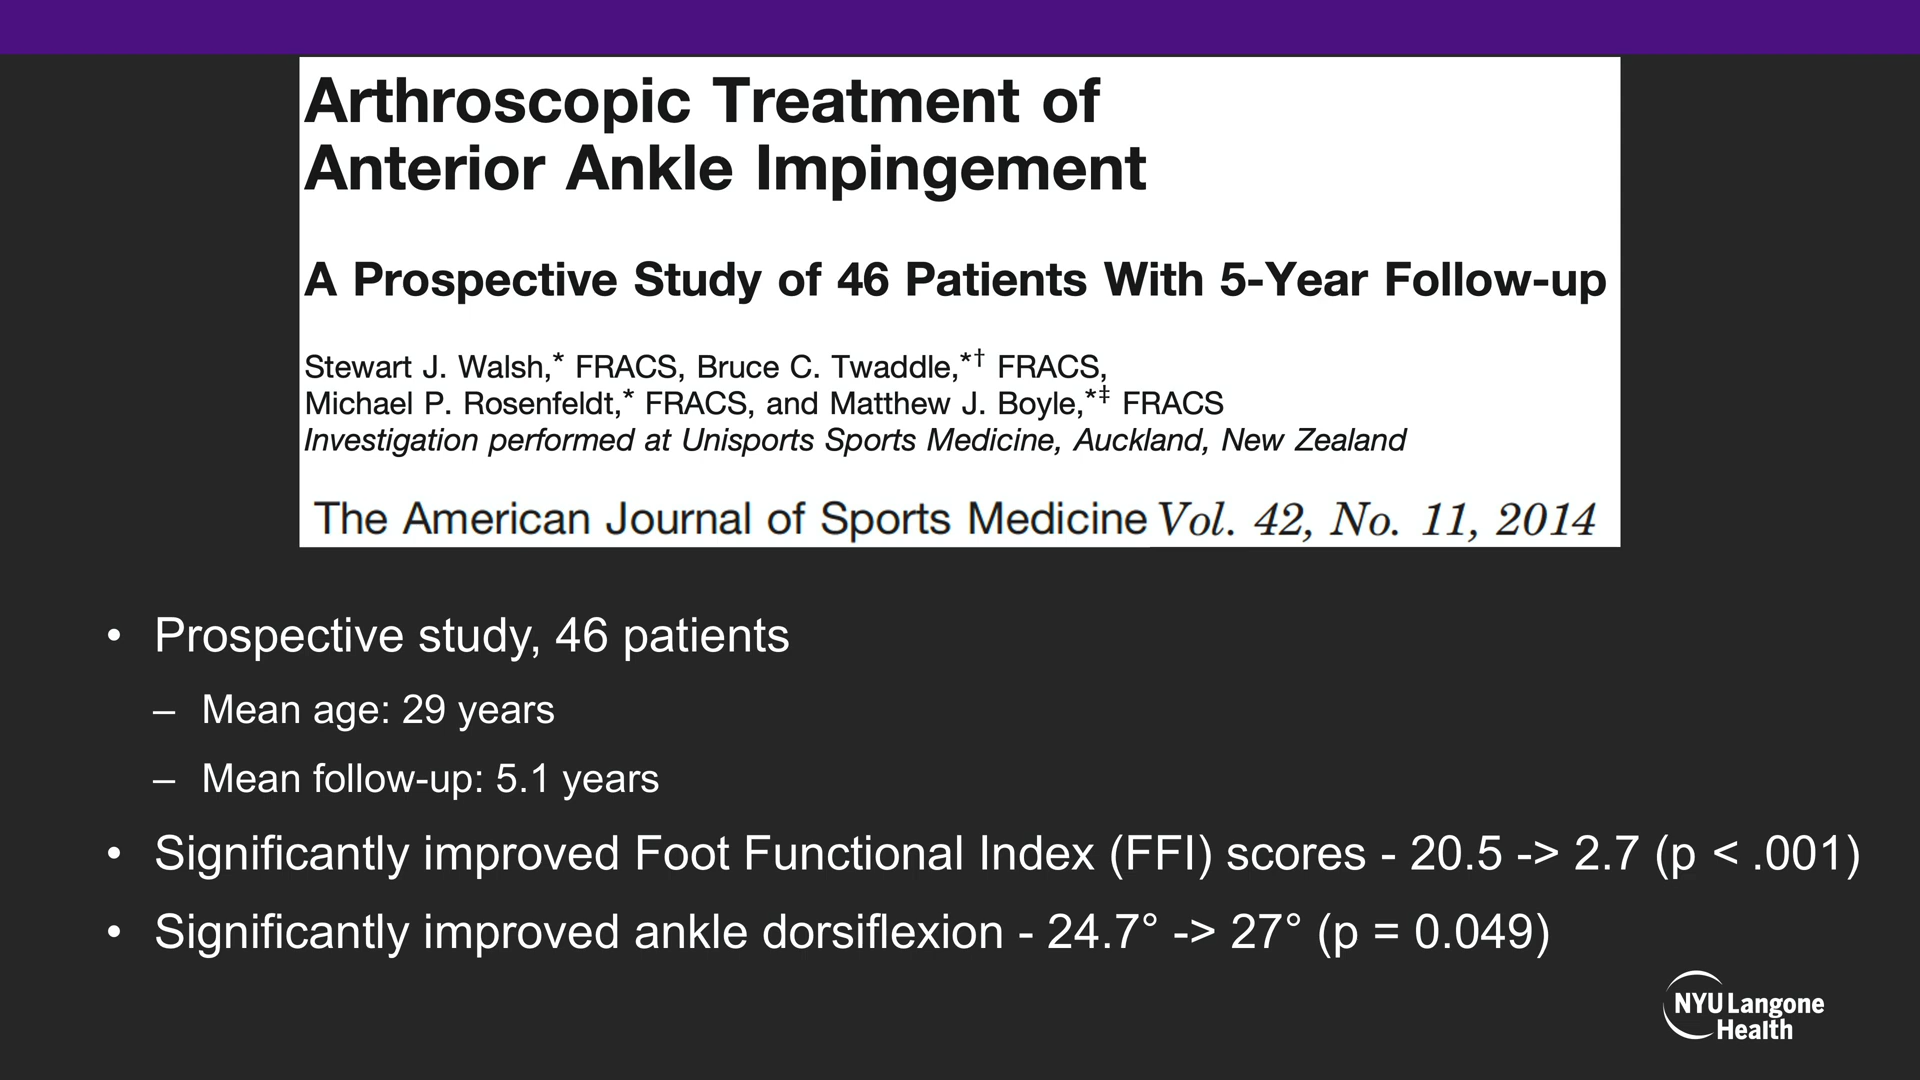 Arthroscopic Treatment of
Anterior Ankle Impingement
A Prospective Study of 46 Patients With 5-Year Follow-up
Stewart J. Walsh,* FRACS, Bruce C. Twaddle,*† FRACS,
Michael P. Rosenfeldt,* FRACS, and Matthew J. Boyle,*‡ FRACS
Investigation performed at Unisports Sports Medicine, Auckland, New Zealand
The American Journal of Sports Medicine Vol. 42, No. 11, 2014
• Prospective study, 46 patients
– Mean age: 29 years
– Mean follow-up: 5.1 years
• Significantly improved Foot Functional Index (FFI) scores - 20.5 -> 2.7 (p < .001)
• Significantly improved ankle dorsiflexion - 24.7° -> 27° (p = 0.049)
NYU Langone
Health